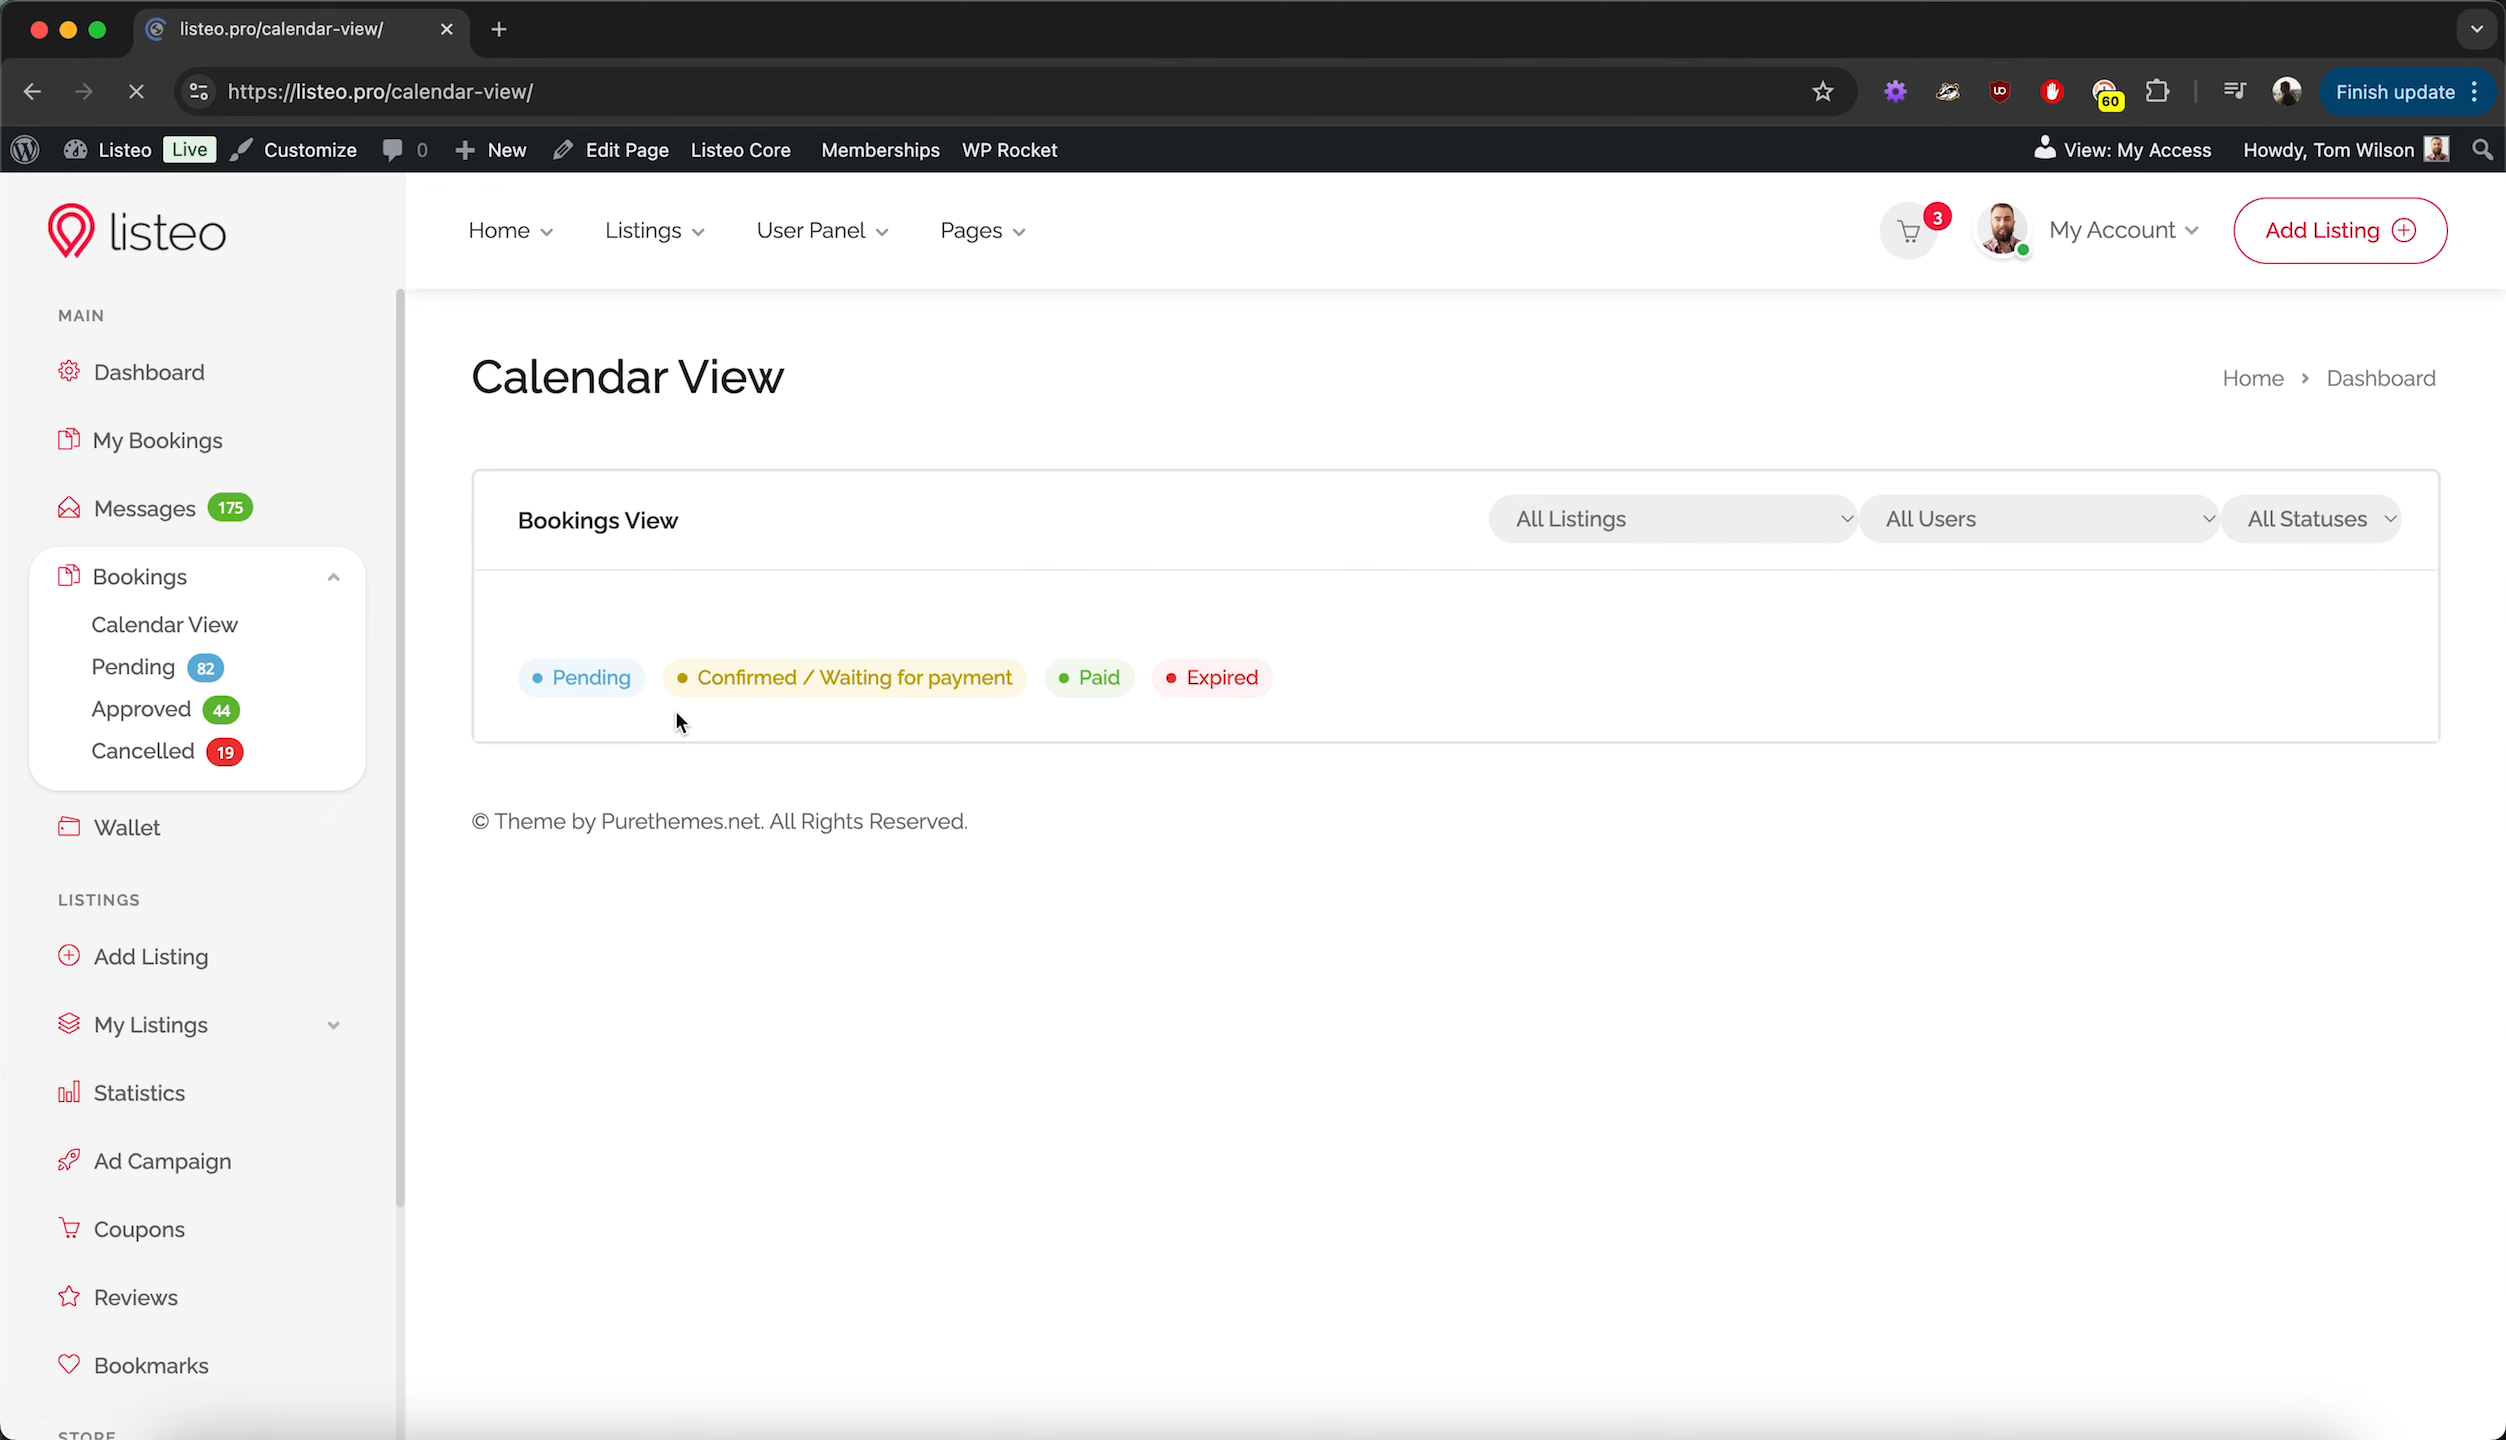 listeo.pro/calendar-view/
https://listeo.pro/calendar-view/
60
Finish update
Listeo Live Customize 0 New Edit Page Listeo Core Memberships WP Rocket View: My Access Howdy, Tom Wilson
listeo
Home Listings User Panel Pages 3 My Account Add Listing
MAIN
Dashboard
My Bookings
Messages 175
Bookings
Calendar View
Pending 82
Approved 44
Cancelled 19
Wallet
LISTINGS
Add Listing
My Listings
Statistics
Ad Campaign
Coupons
Reviews
Bookmarks
STORE
Calendar View
Home > Dashboard
Bookings View
All Listings All Users All Statuses
Pending Confirmed / Waiting for payment Paid Expired
© Theme by Purethemes.net. All Rights Reserved.